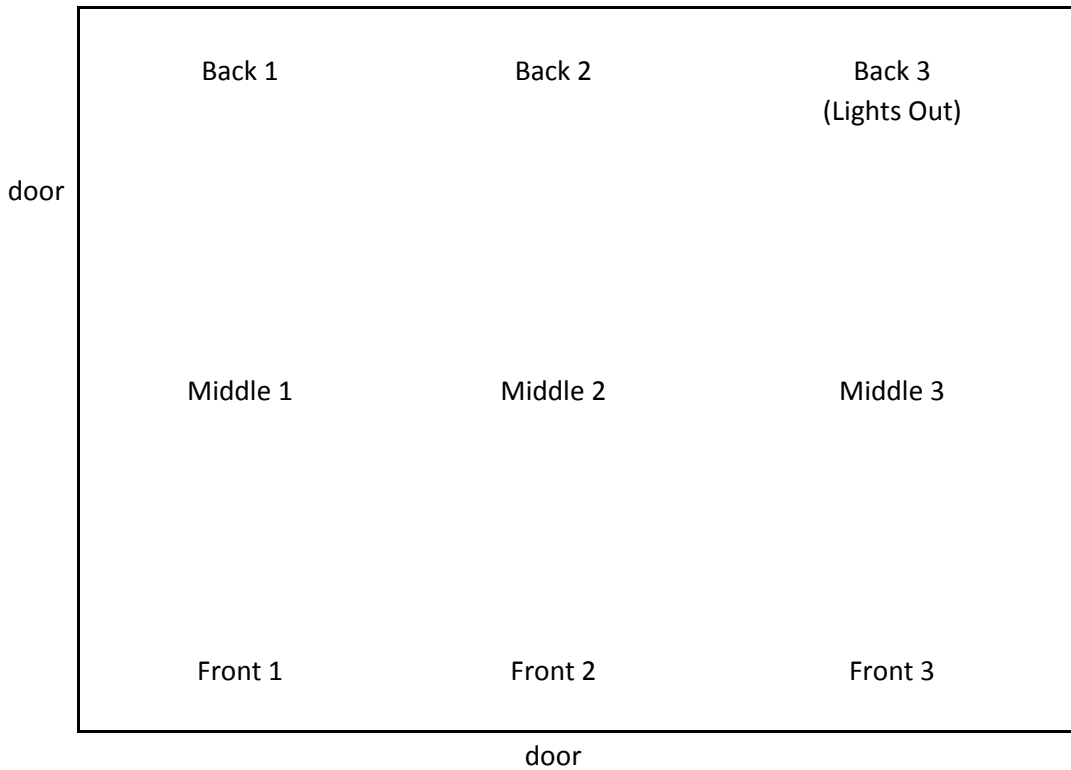 Back 1
Back 2
Back 3
(Lights Out)
door
Middle 1
Middle 2
Middle 3
Front 1
Front 2
Front 3
door